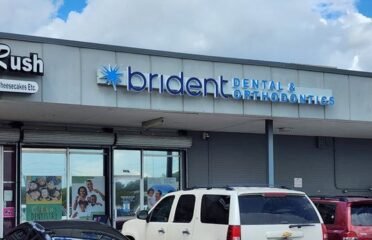 Rush
Cheesecakes Etc.
brident
DENTAL &
ORTHODONTICS